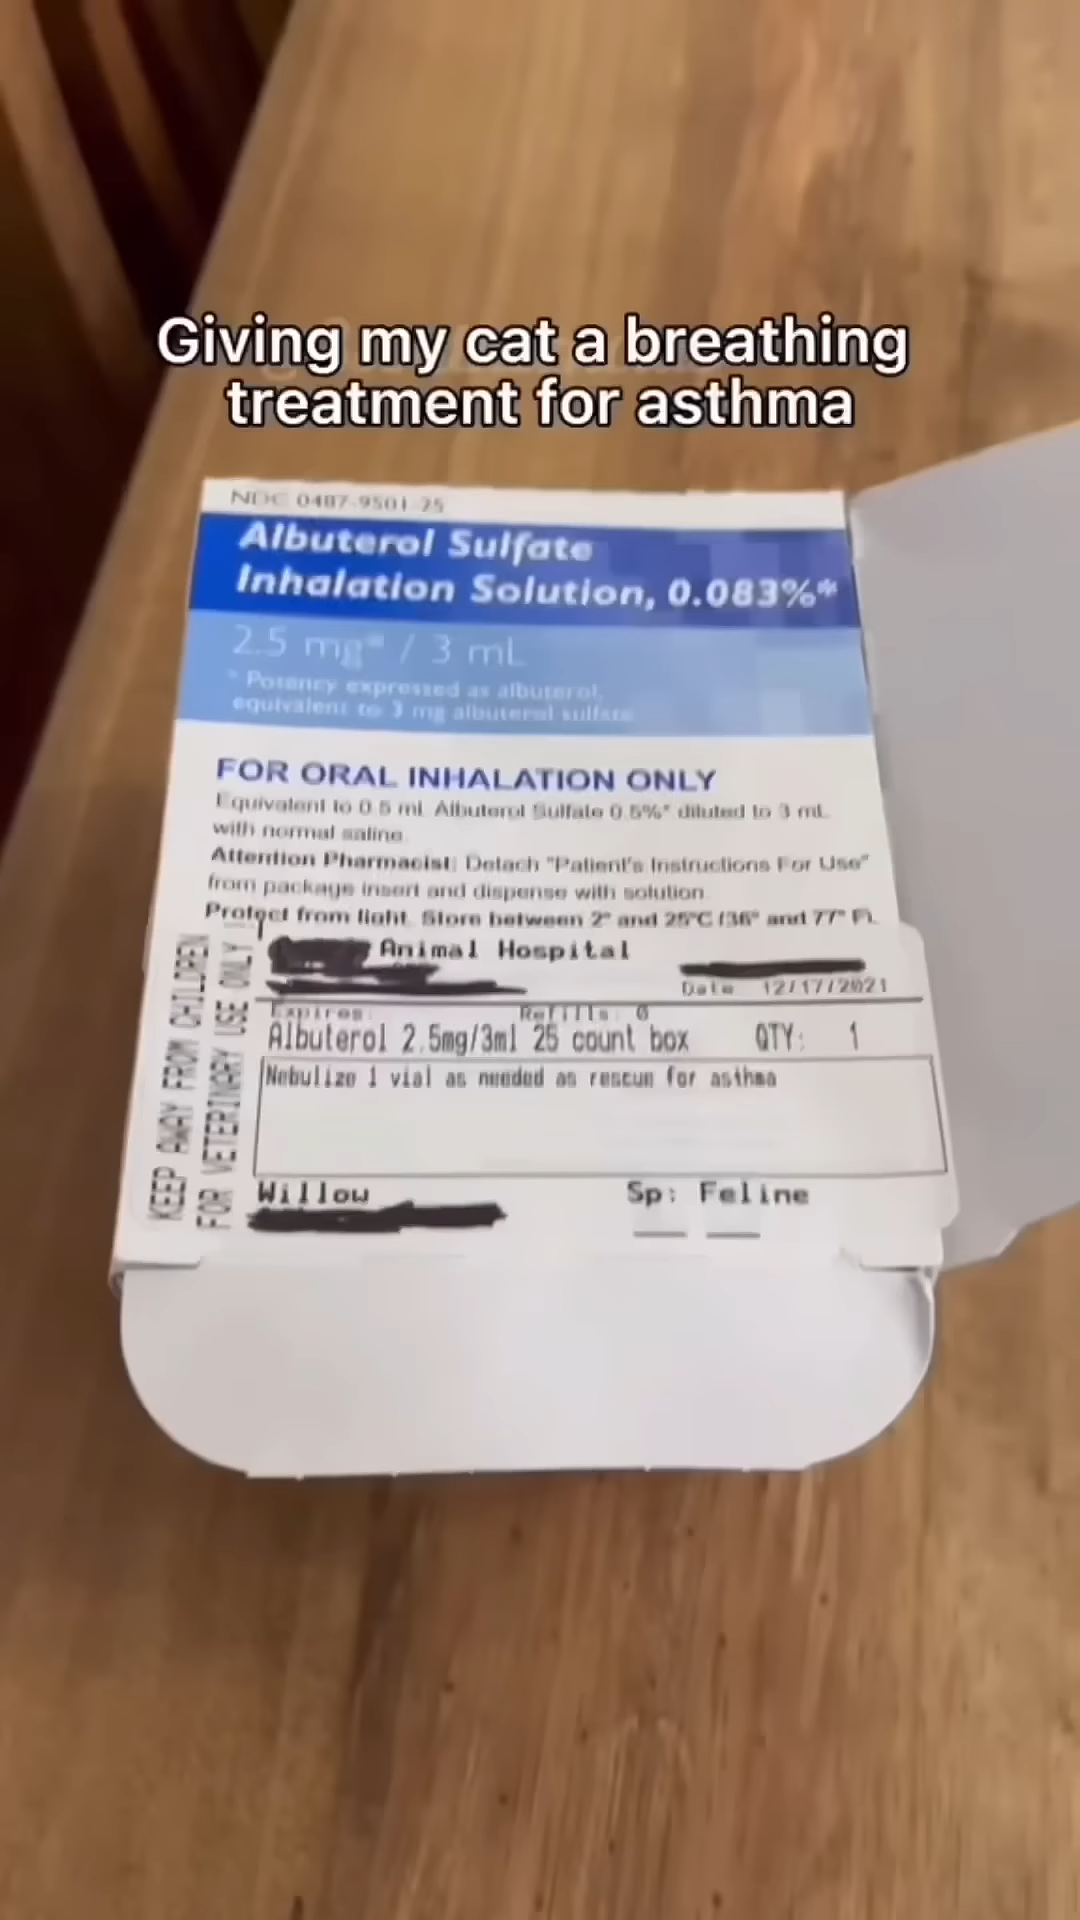 Giving my cat a breathing
treatment for asthma
NDC 0487-9501-25
Albuterol Sulfate
Inhalation Solution, 0.083%*
2.5 mg* / 3 mL
* Potency expressed as albuterol,
equivalent to 3 mg albuterol sulfate
FOR ORAL INHALATION ONLY
Equivalent to 0.5 mL Albuterol Sulfate 0.5%* diluted to 3 mL
with normal saline.
Attention Pharmacist: Detach "Patient's Instructions For Use"
from package insert and dispense with solution.
Protect from light. Store between 2° and 25°C (36° and 77° F).
KEEP AWAY FROM CHILDREN
FOR VETERINARY USE ONLY
Animal Hospital
Date 12/17/2021
Expires: Refills: 0
Albuterol 2.5mg/3ml 25 count box QTY: 1
Nebulize 1 vial as needed as rescue for asthma
Willow Sp: Feline